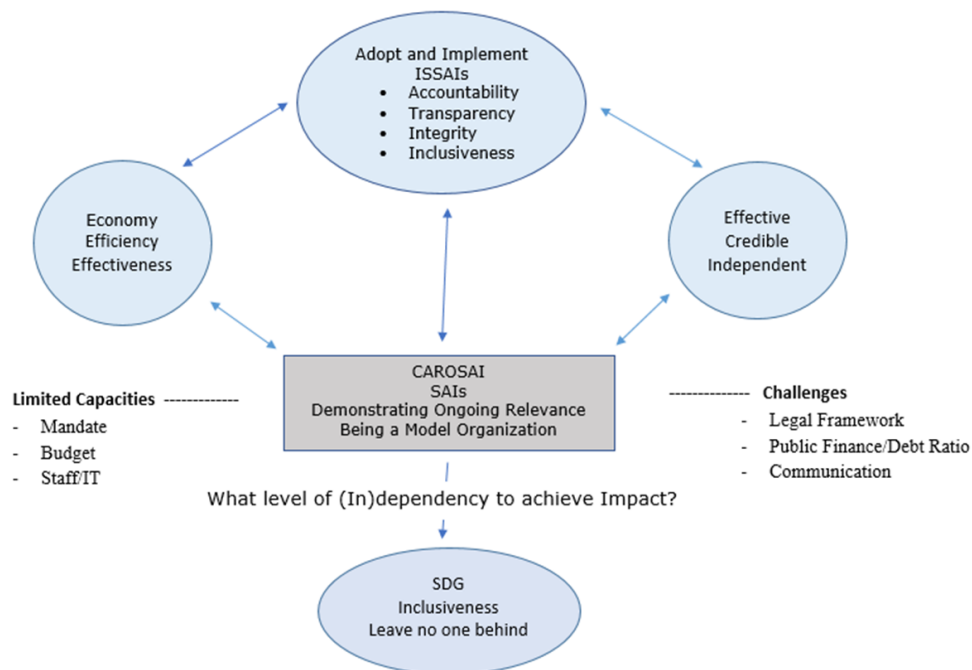 Adopt and Implement
ISSAIs
• Accountability
• Transparency
• Integrity
• Inclusiveness
Economy
Efficiency
Effectiveness
Effective
Credible
Independent
CAROSAI
SAIs
Demonstrating Ongoing Relevance
Being a Model Organization
Limited Capacities -------------
- Mandate
- Budget
- Staff/IT
-------------- Challenges
- Legal Framework
- Public Finance/Debt Ratio
- Communication
What level of (In)dependency to achieve Impact?
SDG
Inclusiveness
Leave no one behind